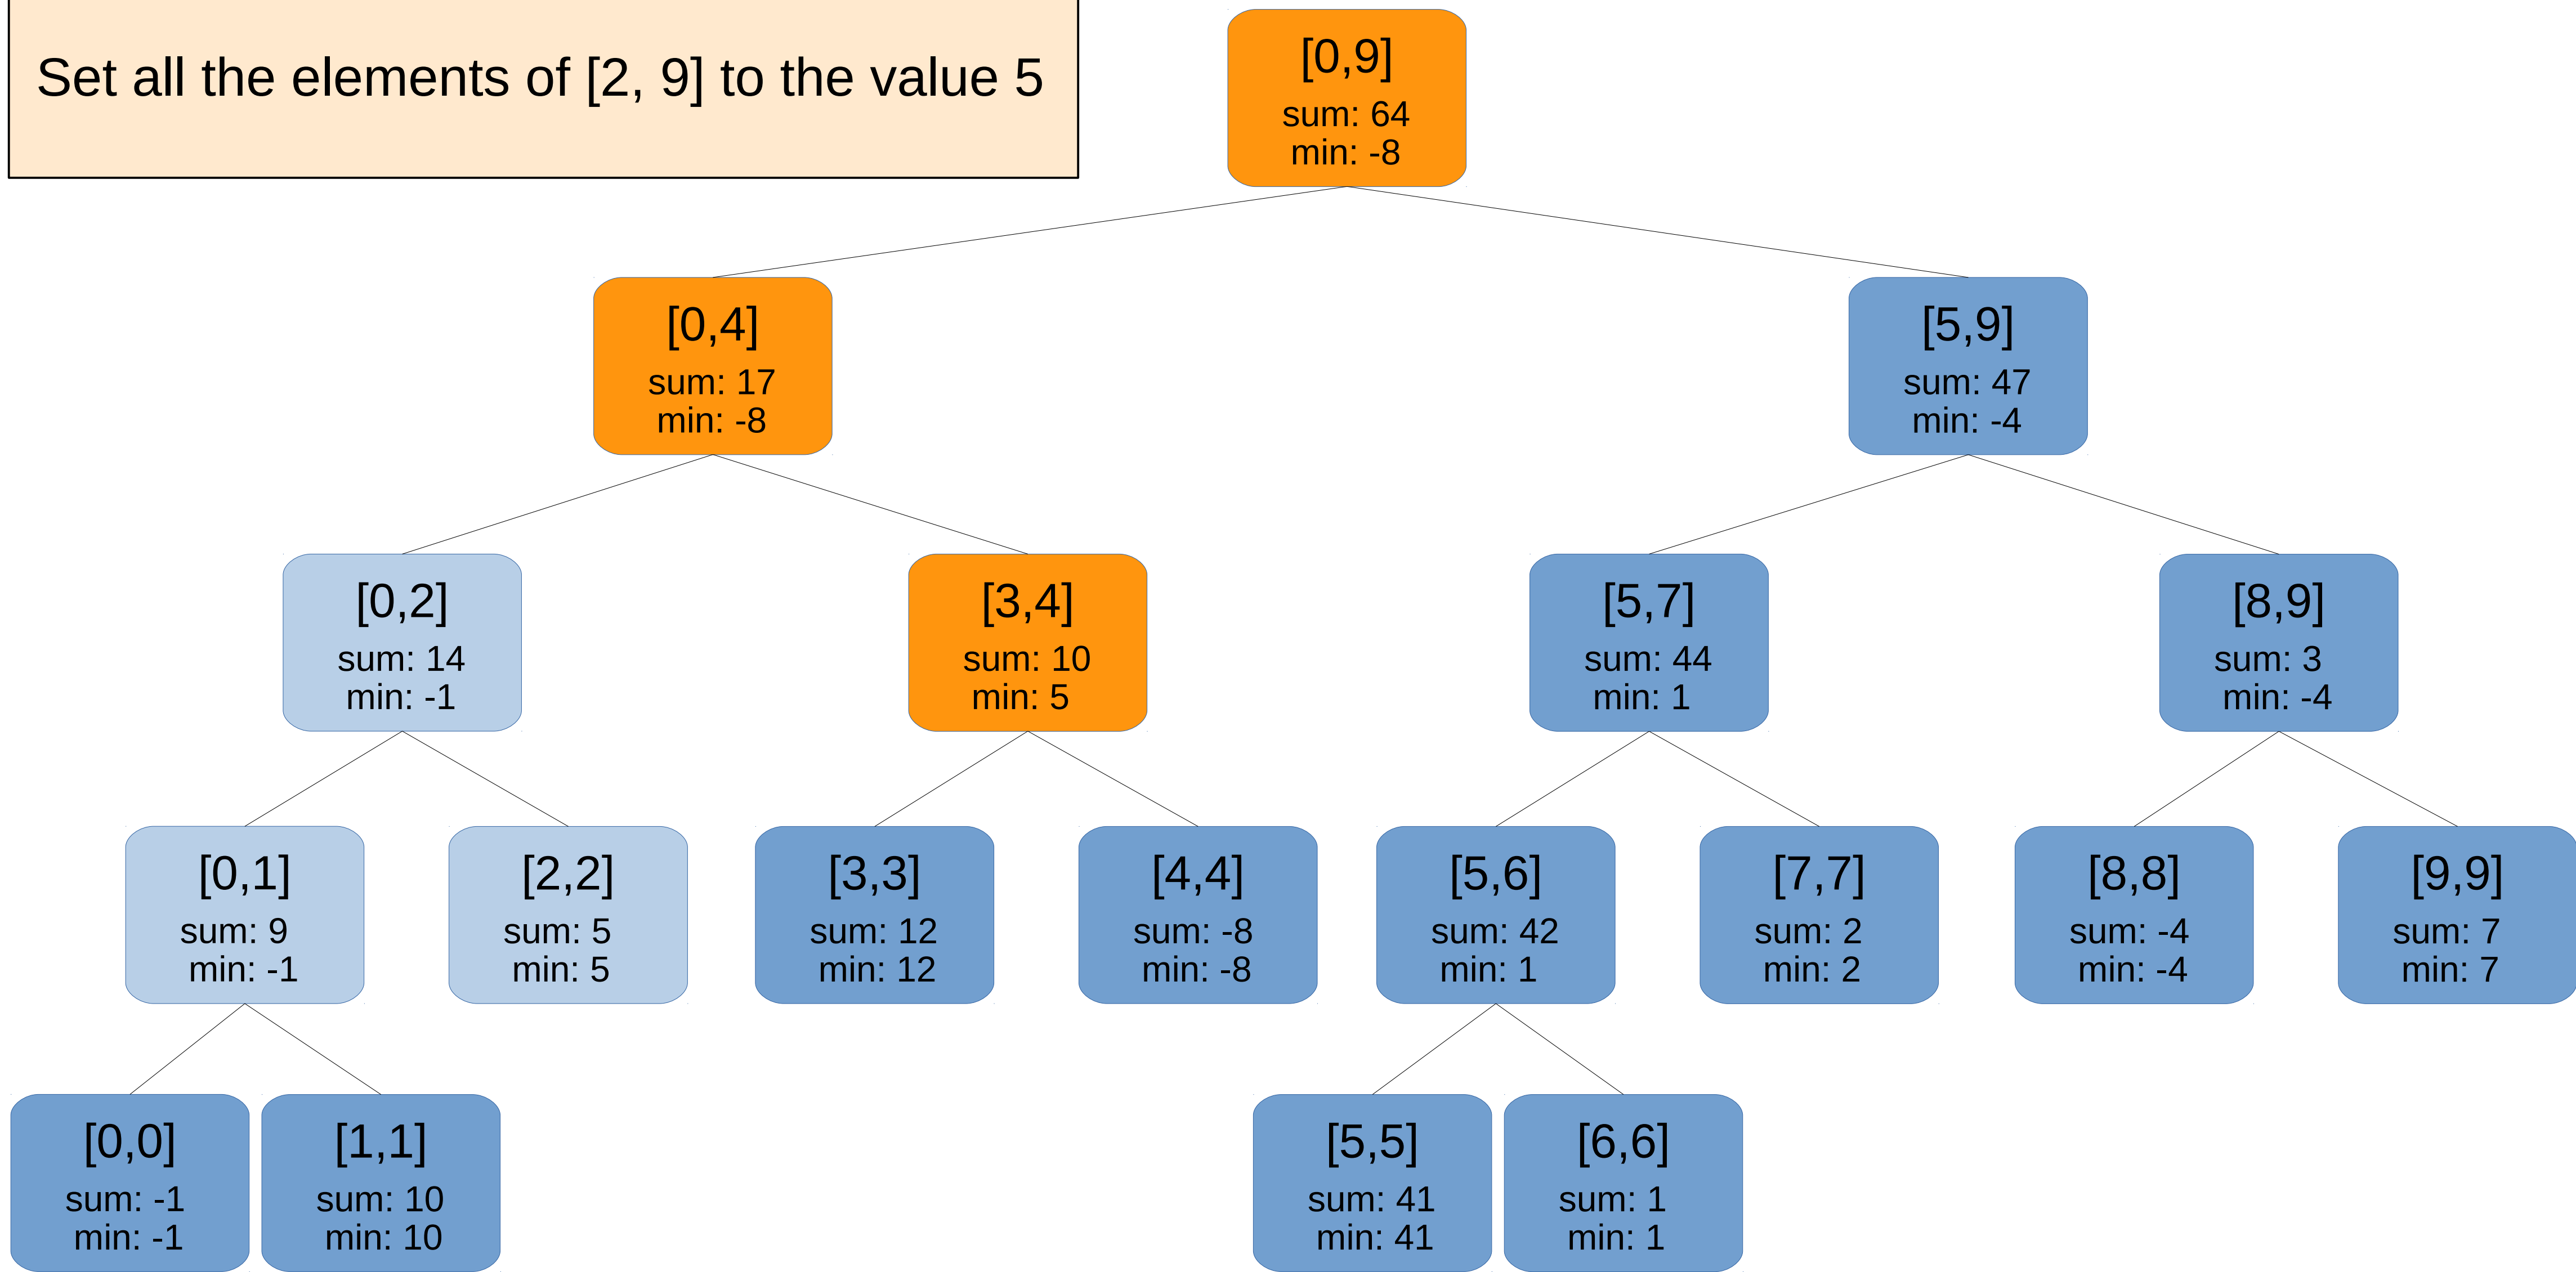 Set all the elements of [2, 9] to the value 5
[0,9]
sum: 64
min: -8
[0,4]
sum: 17
min: -8
[5,9]
sum: 47
min: -4
[0,2]
sum: 14
min: -1
[3,4]
sum: 10
min: 5
[5,7]
sum: 44
min: 1
[8,9]
sum: 3
min: -4
[0,1]
sum: 9
min: -1
[2,2]
sum: 5
min: 5
[3,3]
sum: 12
min: 12
[4,4]
sum: -8
min: -8
[5,6]
sum: 42
min: 1
[7,7]
sum: 2
min: 2
[8,8]
sum: -4
min: -4
[9,9]
sum: 7
min: 7
[0,0]
sum: -1
min: -1
[1,1]
sum: 10
min: 10
[5,5]
sum: 41
min: 41
[6,6]
sum: 1
min: 1